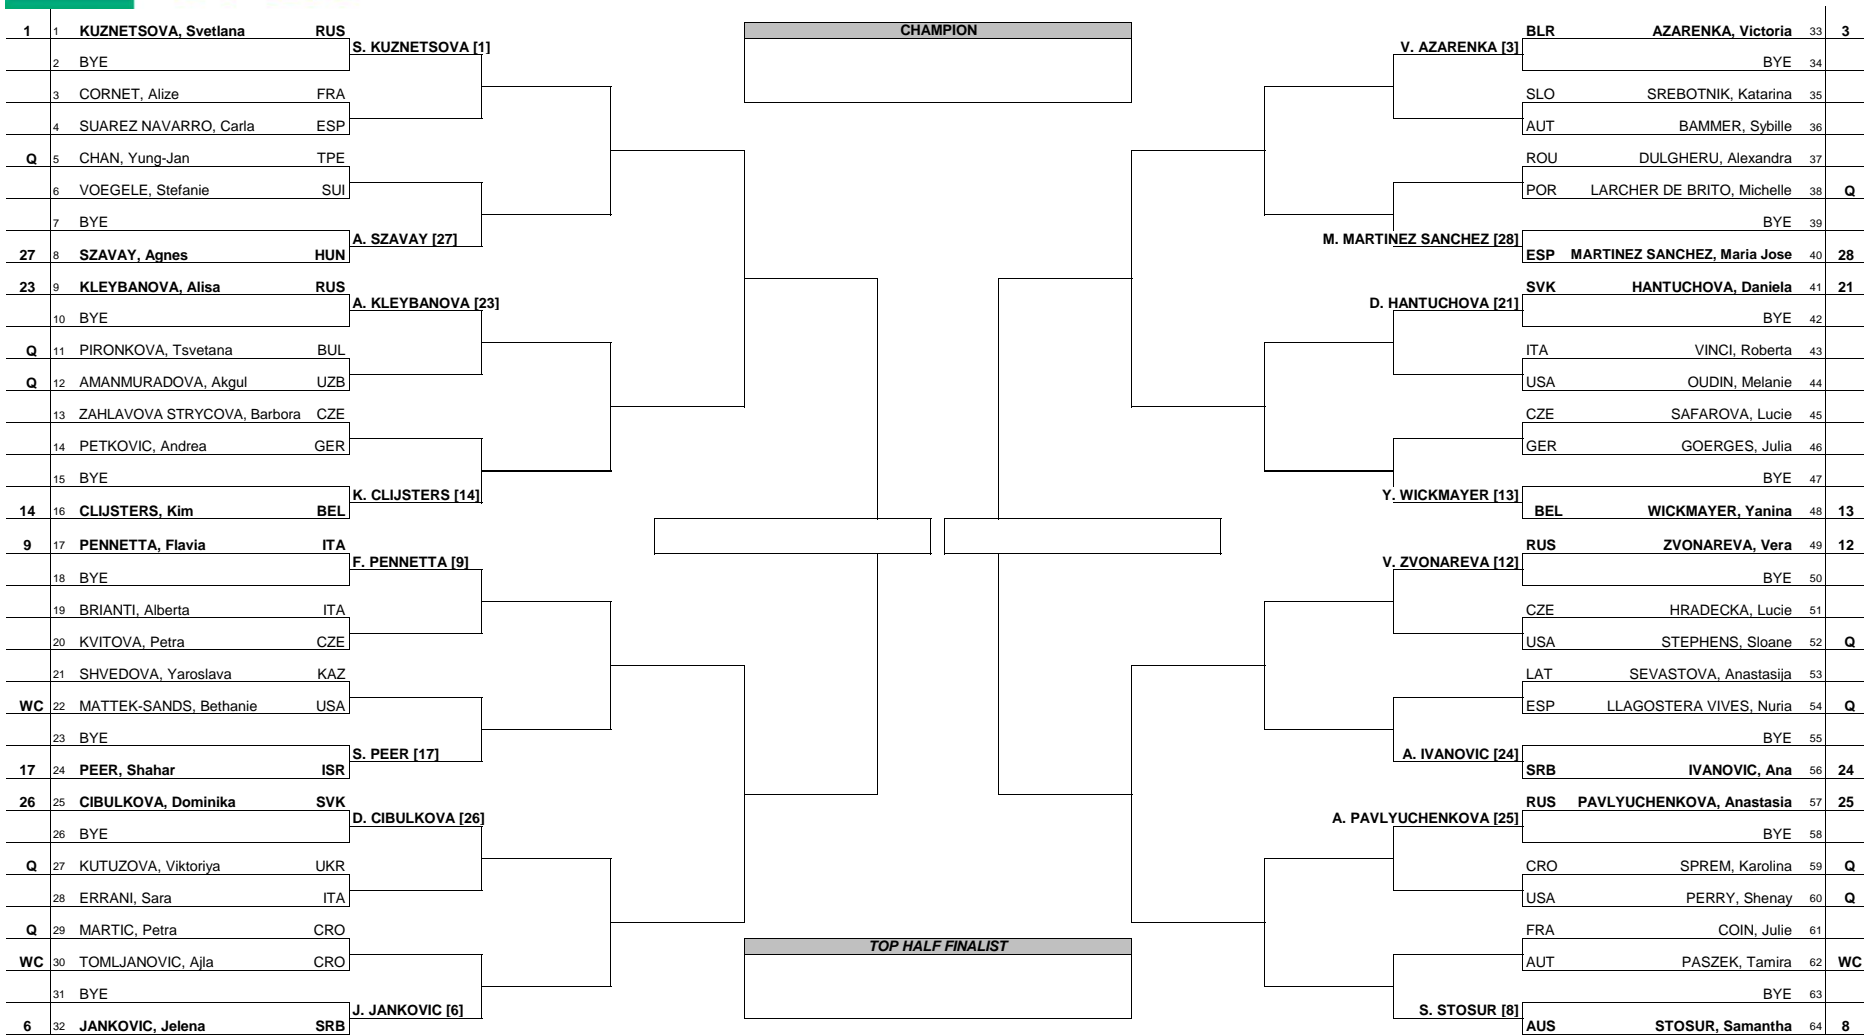 CHAMPION
1 1 KUZNETSOVA, Svetlana RUS
S. KUZNETSOVA [1]
2 BYE
3 CORNET, Alize FRA
4 SUAREZ NAVARRO, Carla ESP
Q 5 CHAN, Yung-Jan TPE
6 VOEGELE, Stefanie SUI
7 BYE
A. SZAVAY [27]
27 8 SZAVAY, Agnes HUN
23 9 KLEYBANOVA, Alisa RUS
A. KLEYBANOVA [23]
10 BYE
Q 11 PIRONKOVA, Tsvetana BUL
Q 12 AMANMURADOVA, Akgul UZB
13 ZAHLAVOVA STRYCOVA, Barbora CZE
14 PETKOVIC, Andrea GER
15 BYE
K. CLIJSTERS [14]
14 16 CLIJSTERS, Kim BEL
9 17 PENNETTA, Flavia ITA
F. PENNETTA [9]
18 BYE
19 BRIANTI, Alberta ITA
20 KVITOVA, Petra CZE
21 SHVEDOVA, Yaroslava KAZ
WC 22 MATTEK-SANDS, Bethanie USA
23 BYE
S. PEER [17]
17 24 PEER, Shahar ISR
26 25 CIBULKOVA, Dominika SVK
D. CIBULKOVA [26]
26 BYE
Q 27 KUTUZOVA, Viktoriya UKR
28 ERRANI, Sara ITA
Q 29 MARTIC, Petra CRO
WC 30 TOMLJANOVIC, Ajla CRO
31 BYE
J. JANKOVIC [6]
6 32 JANKOVIC, Jelena SRB
TOP HALF FINALIST
BLR AZARENKA, Victoria 33 3
V. AZARENKA [3]
BYE 34
SLO SREBOTNIK, Katarina 35
AUT BAMMER, Sybille 36
ROU DULGHERU, Alexandra 37
POR LARCHER DE BRITO, Michelle 38 Q
BYE 39
M. MARTINEZ SANCHEZ [28]
ESP MARTINEZ SANCHEZ, Maria Jose 40 28
SVK HANTUCHOVA, Daniela 41 21
D. HANTUCHOVA [21]
BYE 42
ITA VINCI, Roberta 43
USA OUDIN, Melanie 44
CZE SAFAROVA, Lucie 45
GER GOERGES, Julia 46
BYE 47
Y. WICKMAYER [13]
BEL WICKMAYER, Yanina 48 13
RUS ZVONAREVA, Vera 49 12
V. ZVONAREVA [12]
BYE 50
CZE HRADECKA, Lucie 51
USA STEPHENS, Sloane 52 Q
LAT SEVASTOVA, Anastasija 53
ESP LLAGOSTERA VIVES, Nuria 54 Q
BYE 55
A. IVANOVIC [24]
SRB IVANOVIC, Ana 56 24
RUS PAVLYUCHENKOVA, Anastasia 57 25
A. PAVLYUCHENKOVA [25]
BYE 58
CRO SPREM, Karolina 59 Q
USA PERRY, Shenay 60 Q
FRA COIN, Julie 61
AUT PASZEK, Tamira 62 WC
BYE 63
S. STOSUR [8]
AUS STOSUR, Samantha 64 8